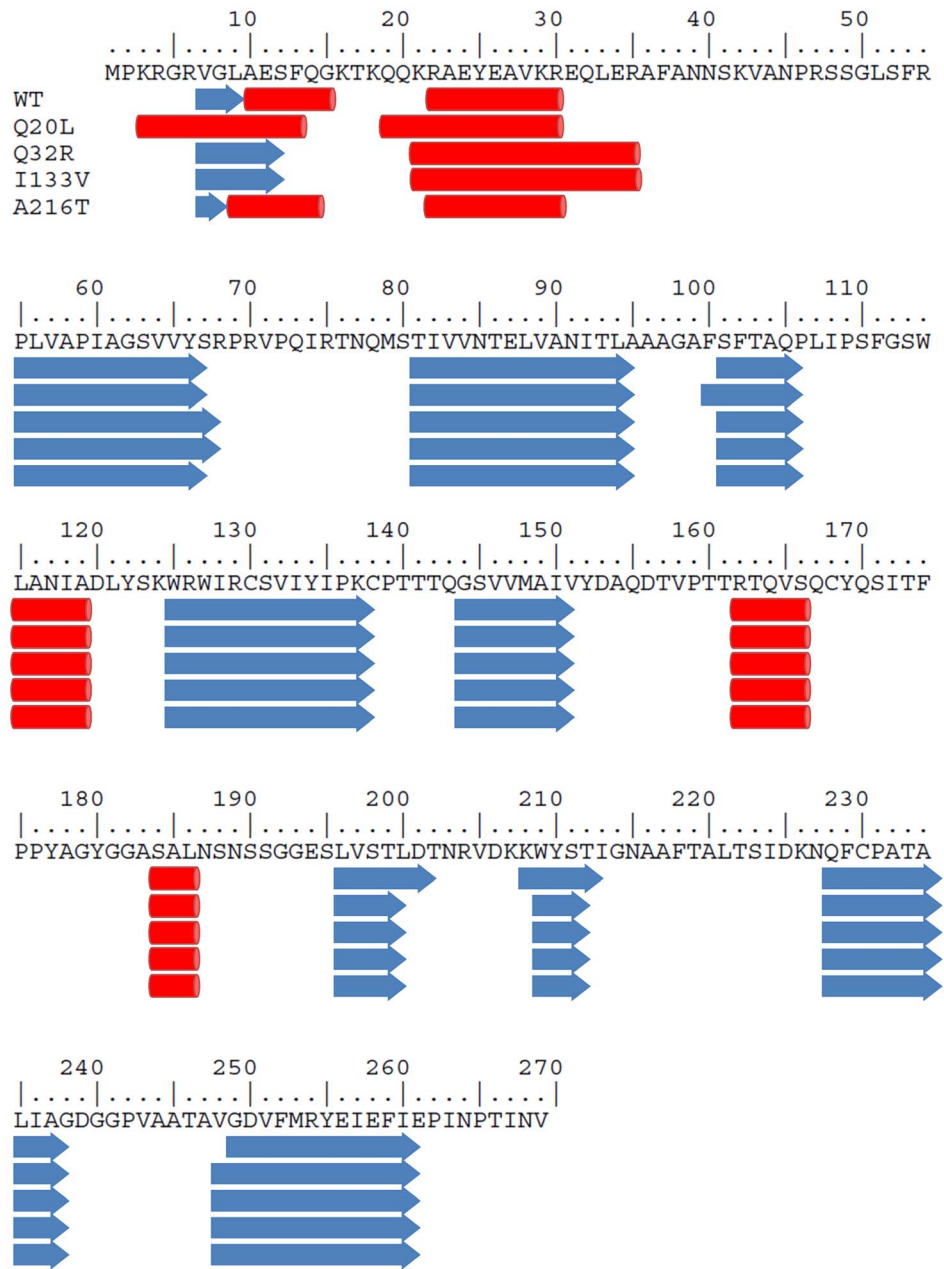 10 20 30 40 50
....|....|....|....|....|....|....|....|....|....|....
MPKRGRVGLAESFQGKTKQQKRAEYEAVKREQLERAFANNSKVANPRSSGLSFR
WT
Q20L
Q32R
I133V
A216T
60 70 80 90 100 110
|....|....|....|....|....|....|....|....|....|....|....|....
PLVAPIAGSVVYSRPRVPQIRTNQMSTIVVNTELVANITLAAAGAFSFTAQPLIPSFGSW
120 130 140 150 160 170
|....|....|....|....|....|....|....|....|....|....|....|....
LANIADLYSKWRWIRCSVIYIPKCPTTTQGSVVMAIVYDAQDTVPTTRTQVSQCYQSITF
180 190 200 210 220 230
|....|....|....|....|....|....|....|....|....|....|....|....
PPYAGYGGASALNSNSSGGESLVSTLDTNRVDKKWYSTIGNAAFTALTSIDKNQFCPATA
240 250 260 270
|....|....|....|....|....|....|....|
LIAGDGGPVAATAVGDVFMRYEIEFIEPINPTINV